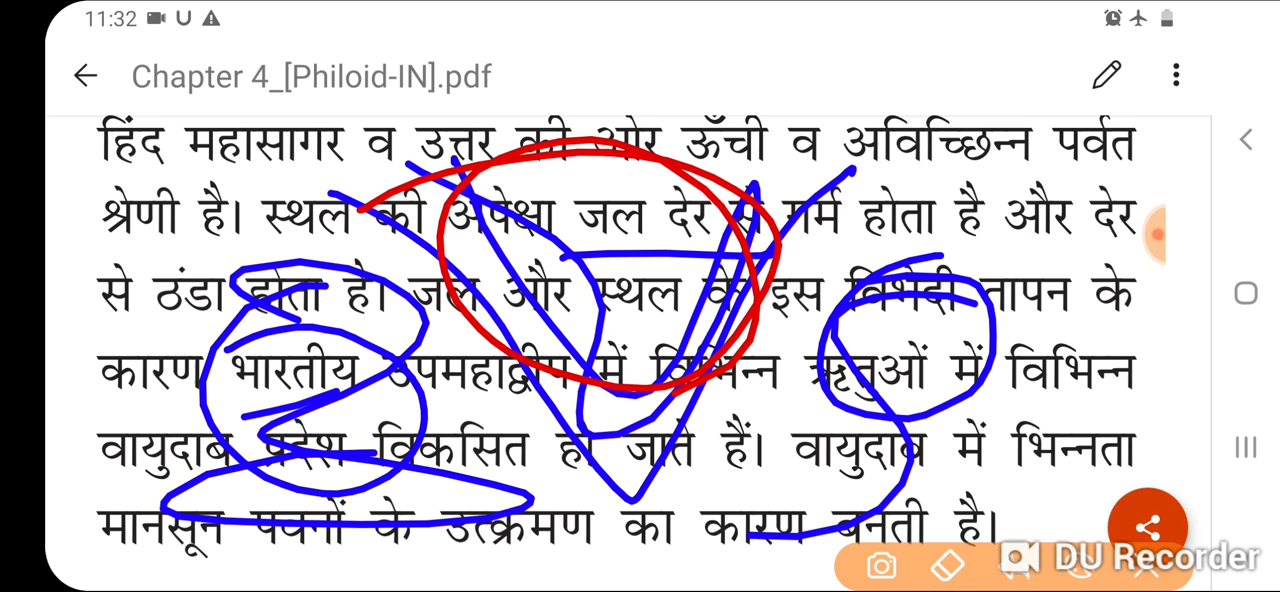 11:32
Chapter 4_[Philoid-IN].pdf
हिंद महासागर व उत्तर की ओर ऊँची व अविच्छिन्न पर्वत
श्रेणी है। स्थल की अपेक्षा जल देर से गर्म होता है और देर
से ठंडा होता है। जल और स्थल के इस विभेदी तापन के
कारण भारतीय उपमहाद्वीप में विभिन्न ऋतुओं में विभिन्न
वायुदाब प्रदेश विकसित हो जाते हैं। वायुदाब में भिन्नता
मानसून पवनों के उत्क्रमण का कारण बनती है।
DU Recorder